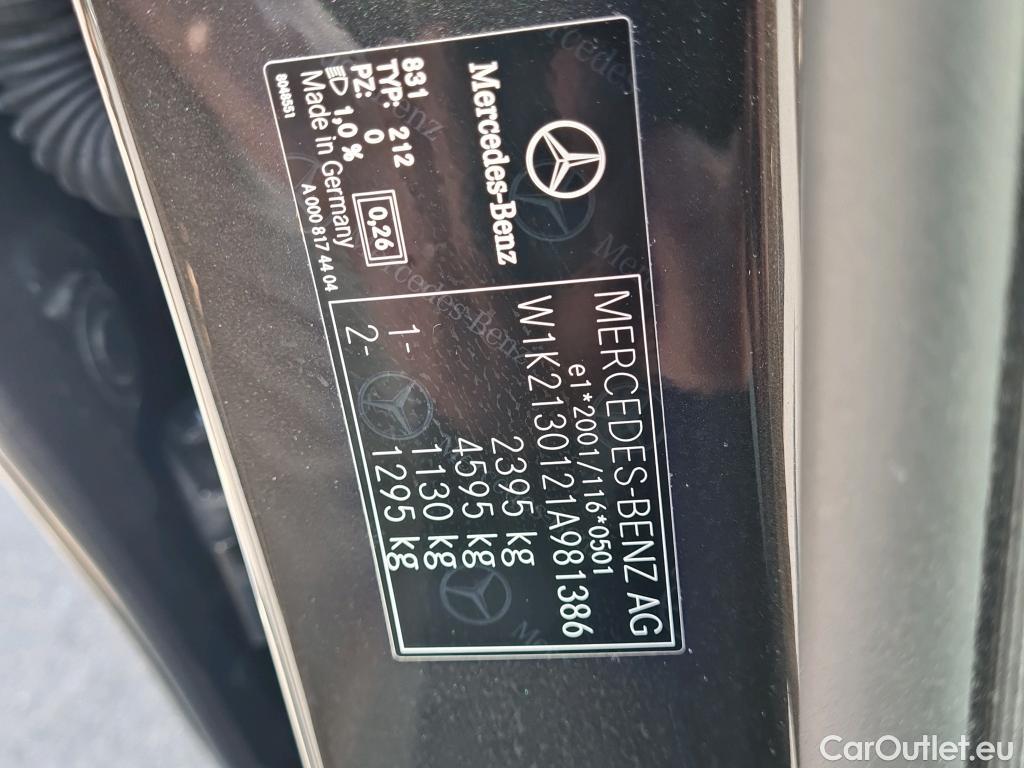 Mercedes-Benz
831
TYP: 212
PZ: 0
1,0 %
0,26
Made in Germany
8046551
A 000 817 44 04
MERCEDES-BENZ AG
e1*2001/116*0501
W1K2130121A981386
2395 kg
4595 kg
1- 1130 kg
2- 1295 kg
CarOutlet.eu